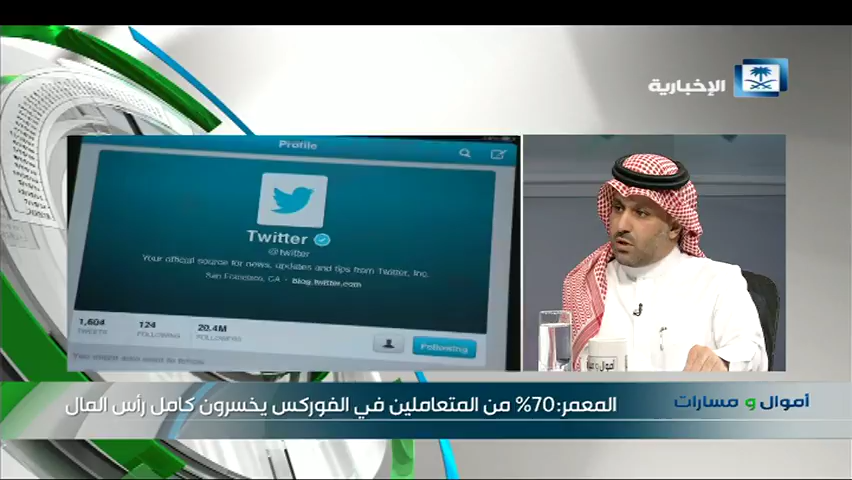 الإخبارية
Profile
Twitter
@twitter
Your official source for news, updates and tips from Twitter, Inc.
San Francisco, CA · blog.twitter.com
1,604 TWEETS
124 FOLLOWING
20.4M FOLLOWERS
Following
أموال و
أموال و مسارات
المعمر:70% من المتعاملين في الفوركس يخسرون كامل رأس المال